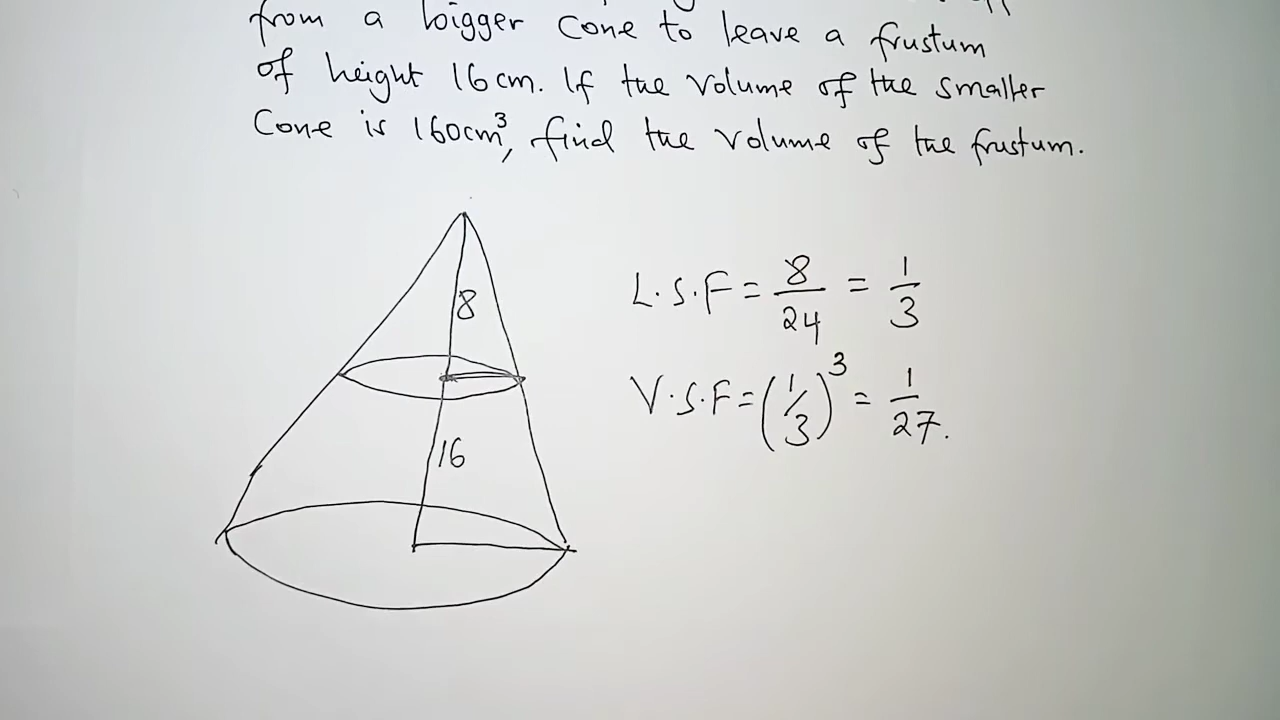 from a bigger cone to leave a frustum
of height 16cm. If the volume of the smaller
Cone is 160cm³, find the volume of the frustum.
L.S.F = 8/24 = 1/3
8
V.S.F = (1/3)³ = 1/27.
16